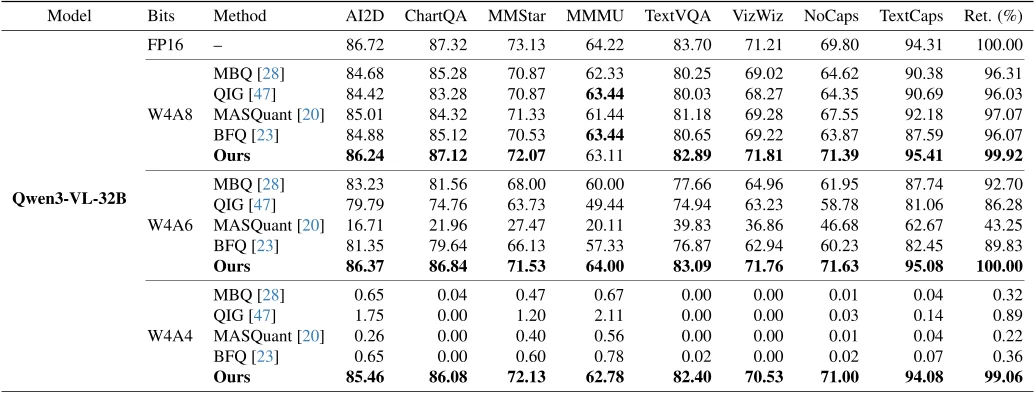 Model Bits Method AI2D ChartQA MMStar MMMU TextVQA VizWiz NoCaps TextCaps Ret. (%)
FP16 – 86.72 87.32 73.13 64.22 83.70 71.21 69.80 94.31 100.00
MBQ [28] 84.68 85.28 70.87 62.33 80.25 69.02 64.62 90.38 96.31
QIG [47] 84.42 83.28 70.87 63.44 80.03 68.27 64.35 90.69 96.03
W4A8 MASQuant [20] 85.01 84.32 71.33 61.44 81.18 69.28 67.55 92.18 97.07
BFQ [23] 84.88 85.12 70.53 63.44 80.65 69.22 63.87 87.59 96.07
Ours 86.24 87.12 72.07 63.11 82.89 71.81 71.39 95.41 99.92
MBQ [28] 83.23 81.56 68.00 60.00 77.66 64.96 61.95 87.74 92.70
Qwen3-VL-32B QIG [47] 79.79 74.76 63.73 49.44 74.94 63.23 58.78 81.06 86.28
W4A6 MASQuant [20] 16.71 21.96 27.47 20.11 39.83 36.86 46.68 62.67 43.25
BFQ [23] 81.35 79.64 66.13 57.33 76.87 62.94 60.23 82.45 89.83
Ours 86.37 86.84 71.53 64.00 83.09 71.76 71.63 95.08 100.00
MBQ [28] 0.65 0.04 0.47 0.67 0.00 0.00 0.01 0.04 0.32
QIG [47] 1.75 0.00 1.20 2.11 0.00 0.00 0.03 0.14 0.89
W4A4 MASQuant [20] 0.26 0.00 0.40 0.56 0.00 0.00 0.01 0.04 0.22
BFQ [23] 0.65 0.00 0.60 0.78 0.02 0.00 0.02 0.07 0.36
Ours 85.46 86.08 72.13 62.78 82.40 70.53 71.00 94.08 99.06